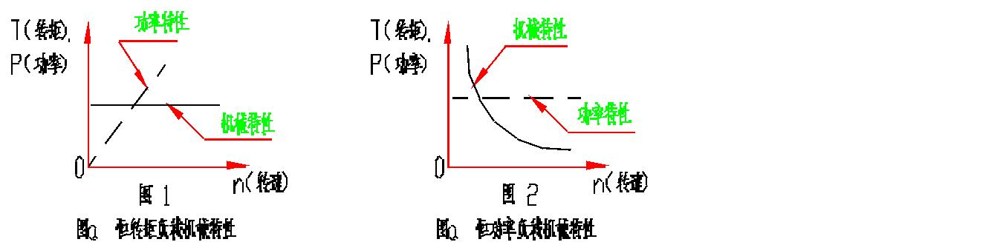 T(转矩).
P(功率)
功率特性
机械特性
0
n(转速)
图 1
图a 恒转矩负载机械特性
T(转矩).
P(功率)
机械特性
功率特性
0
n(转速)
图 2
图a 恒功率负载机械特性